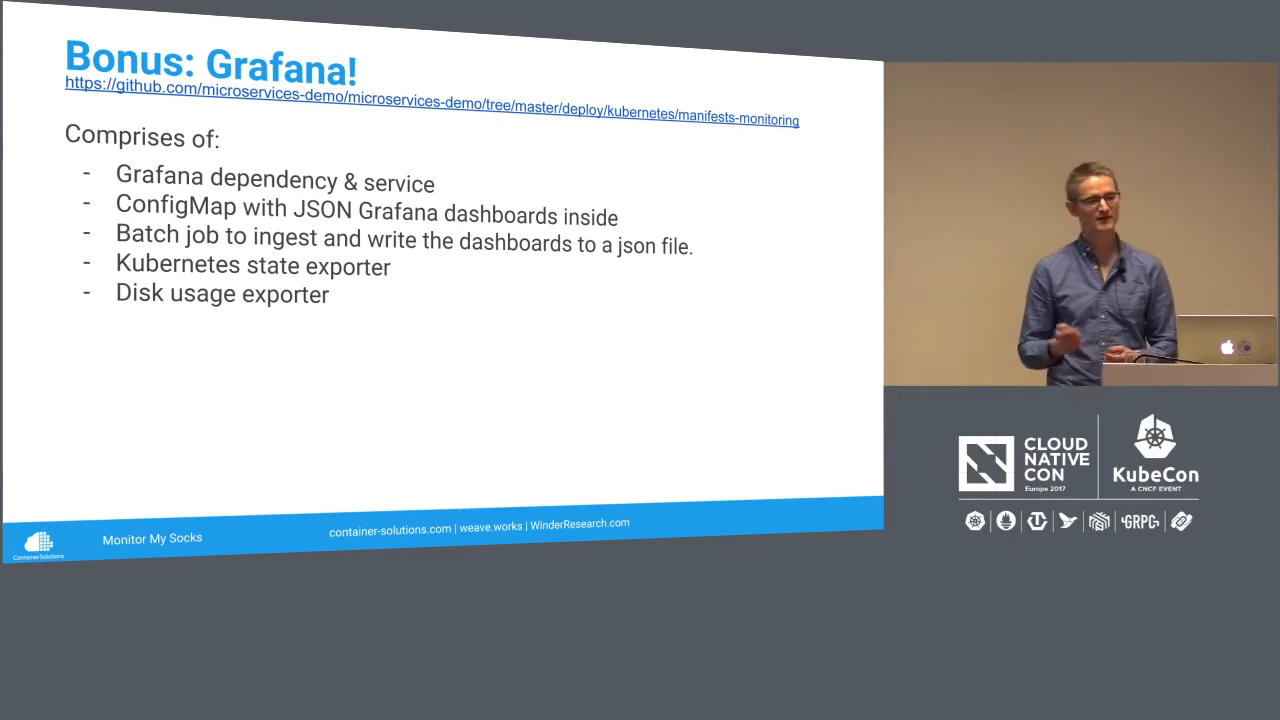 Bonus: Grafana!
https://github.com/microservices-demo/microservices-demo/tree/master/deploy/kubernetes/manifests-monitoring
Comprises of:
- Grafana dependency & service
- ConfigMap with JSON Grafana dashboards inside
- Batch job to ingest and write the dashboards to a json file.
- Kubernetes state exporter
- Disk usage exporter
Container Solutions
Monitor My Socks
container-solutions.com | weave.works | WinderResearch.com
CLOUD
NATIVE
CON
Europe 2017
KubeCon
A CNCF EVENT
GRPC